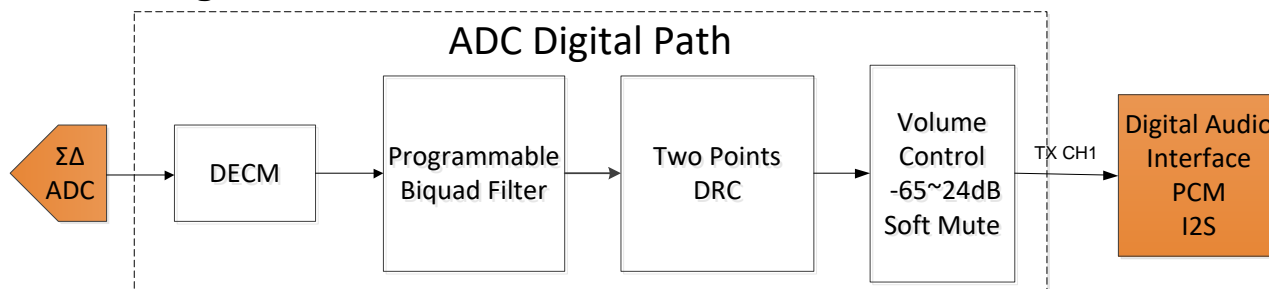 ADC Digital Path
ΣΔ
ADC
DECM
Programmable
Biquad Filter
Two Points
DRC
Volume
Control
-65~24dB
Soft Mute
TX CH1
Digital Audio
Interface
PCM
I2S